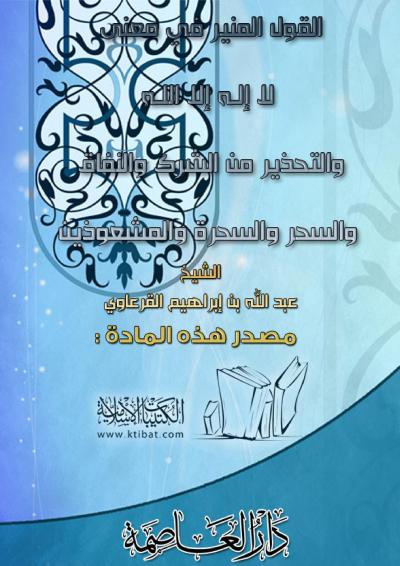 القول المنير في معنى
لا إله إلا الله
والتحذير من الشرك والنفاق
والسحر والسحرة والمشعوذين
الشيخ
عبد الله بن إبراهيم القرعاوي
مصدر هذه المادة :
الكتيبات الإسلامية
www.ktibat.com
دار العاصمة